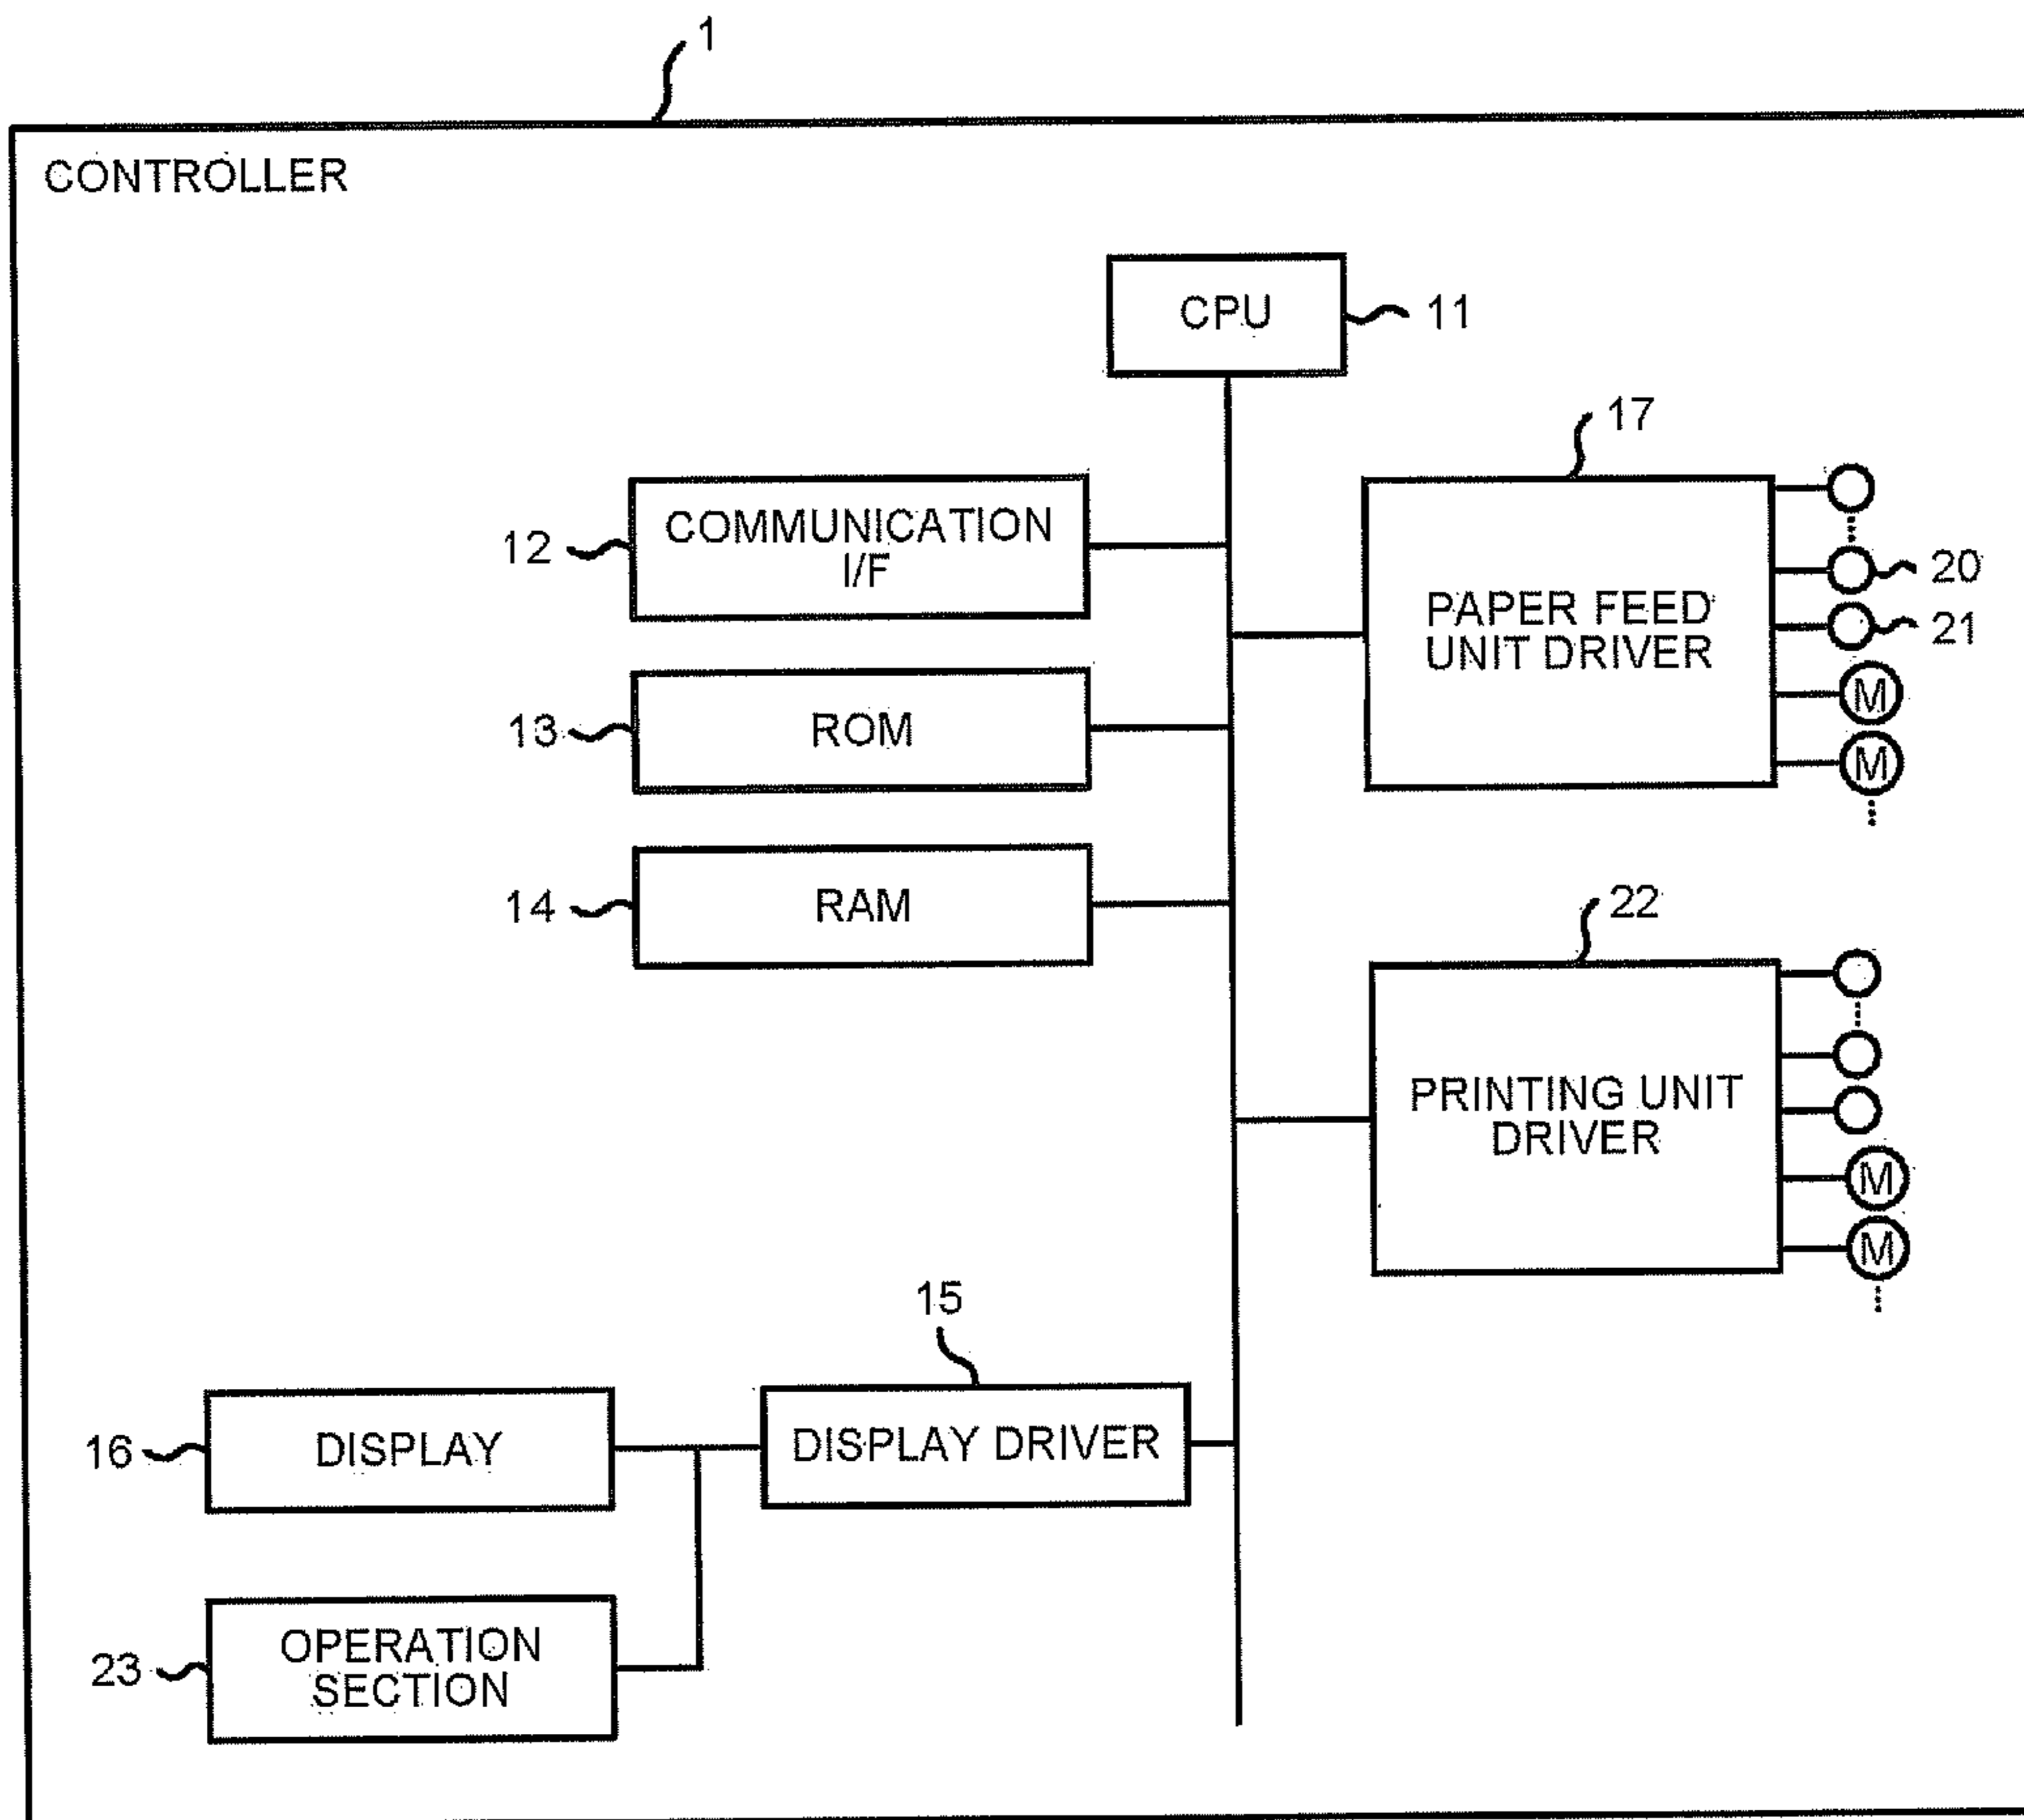 1
CONTROLLER
CPU
11
17
COMMUNICATION
I/F
12
20
PAPER FEED
UNIT DRIVER
21
M
ROM
13
M
RAM
14
22
PRINTING UNIT
DRIVER
M
M
15
DISPLAY
16
DISPLAY DRIVER
OPERATION
SECTION
23